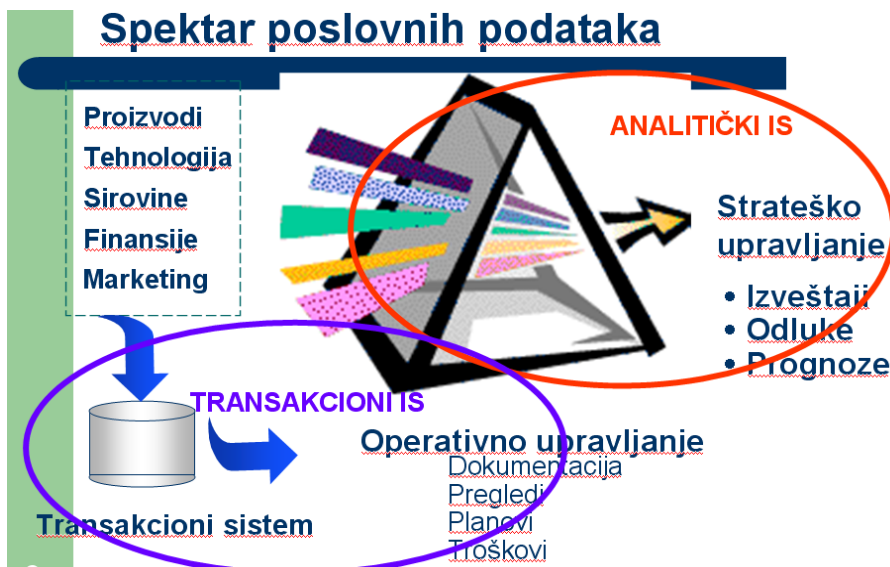 Spektar poslovnih podataka
Proizvodi
Tehnologija
Sirovine
Finansije
Marketing
ANALITIČKI IS
Strateško
upravljanje
• Izveštaji
• Odluke
• Prognoze
TRANSAKCIONI IS
Operativno upravljanje
Dokumentacija
Pregledi
Planovi
Troškovi
Transakcioni sistem